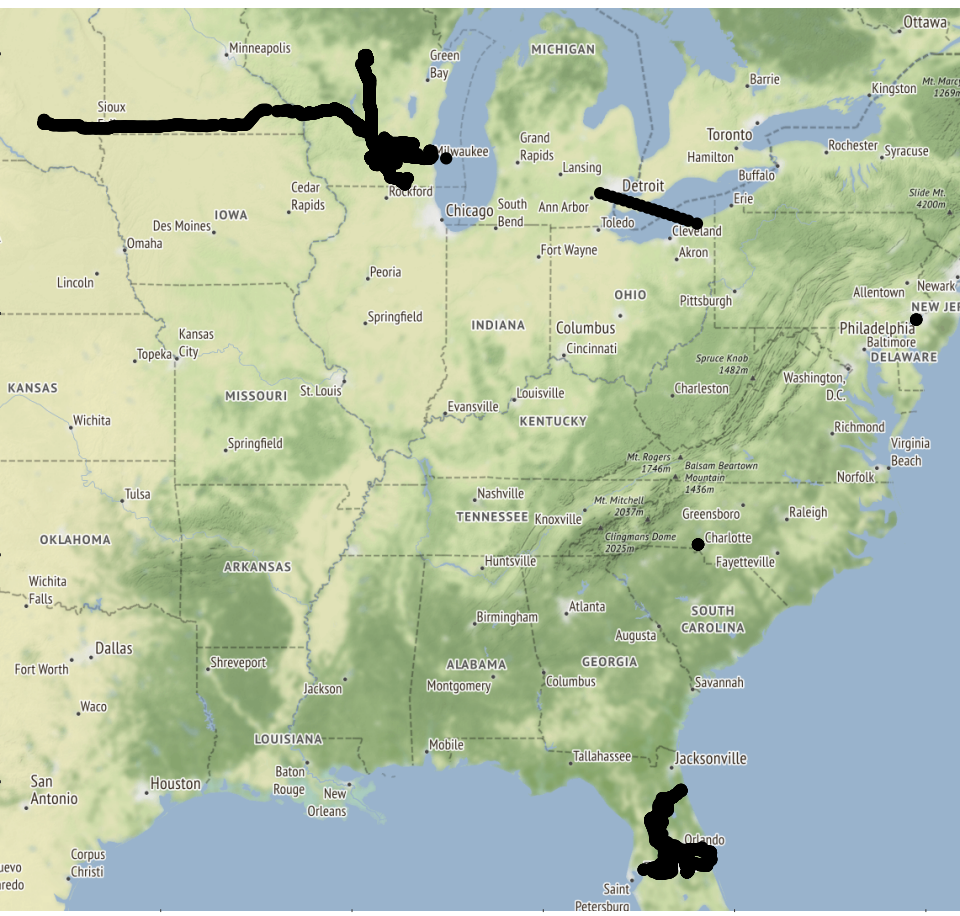 Ottawa
Minneapolis
Green
Bay
MICHIGAN
Barrie
Kingston
Mt. Marcy
1269m
Sioux
Toronto
Hamilton
Rochester
Syracuse
Buffalo
Milwaukee
Grand
Rapids
Lansing
Detroit
Erie
Slide Mt.
4200m
Cedar
Rapids
Rockford
Chicago
South
Bend
Ann Arbor
Toledo
Cleveland
IOWA
Des Moines
Omaha
Fort Wayne
Akron
Lincoln
Peoria
OHIO
Pittsburgh
Allentown
Newark
NEW JER
Springfield
INDIANA
Columbus
Philadelphia
Baltimore
DELAWARE
Kansas
City
Topeka
Cincinnati
Spruce Knob
1482m
Washington,
D.C.
KANSAS
MISSOURI
St. Louis
Louisville
Charleston
Evansville
KENTUCKY
Wichita
Richmond
Virginia
Beach
Springfield
Mt. Rogers
1746m
Balsam Beartown
Mountain
1436m
Norfolk
Tulsa
Nashville
TENNESSEE
Knoxville
Mt. Mitchell
2037m
Greensboro
Raleigh
OKLAHOMA
Clingmans Dome
2025m
Charlotte
Fayetteville
ARKANSAS
Huntsville
Wichita
Falls
Birmingham
Atlanta
SOUTH
CAROLINA
Augusta
Dallas
Fort Worth
Shreveport
ALABAMA
GEORGIA
Montgomery
Columbus
Savannah
Jackson
Waco
LOUISIANA
Mobile
Tallahassee
Jacksonville
San
Antonio
Houston
Baton
Rouge
New
Orleans
Orlando
Corpus
Christi
uevo
aredo
Saint
Petersburg